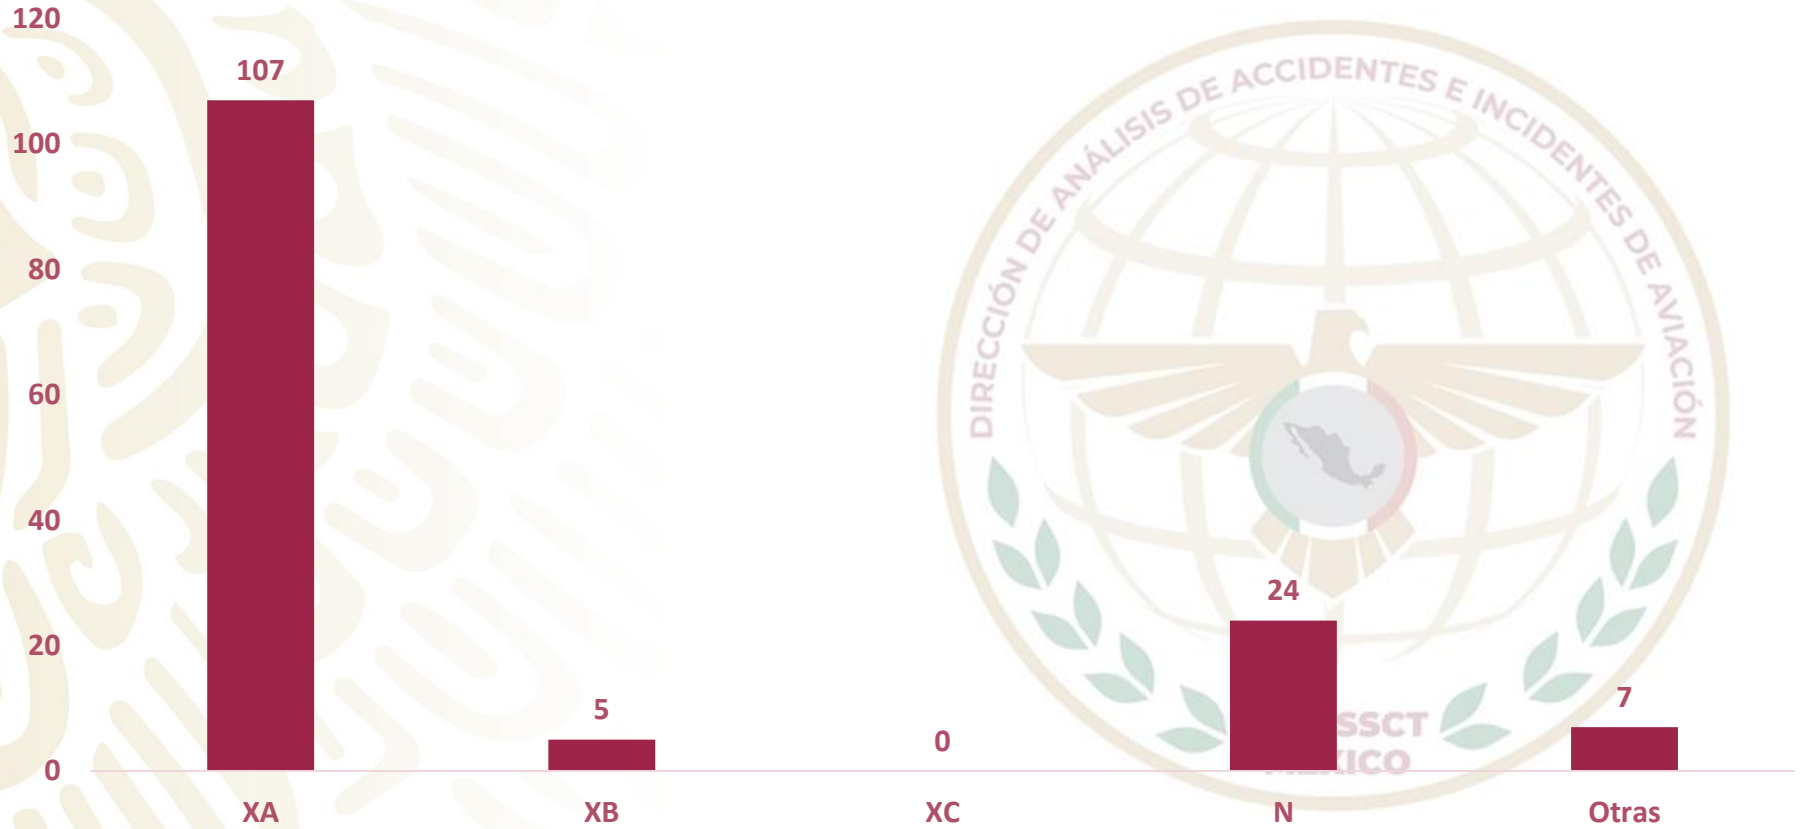 120
100
80
60
40
20
0
107
5
0
24
7
XA
XB
XC
N
Otras
DIRECCIÓN DE ANÁLISIS DE ACCIDENTES E INCIDENTES DE AVIACIÓN
SSCT
XICO